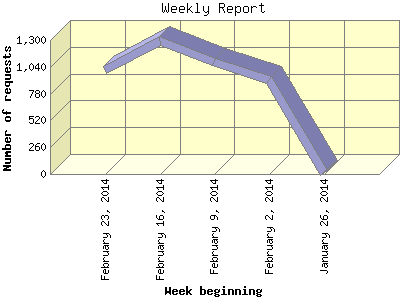 Weekly Report
Number of requests
1,300
1,040
780
520
260
0
February 23, 2014
February 16, 2014
February 9, 2014
February 2, 2014
January 26, 2014
Week beginning